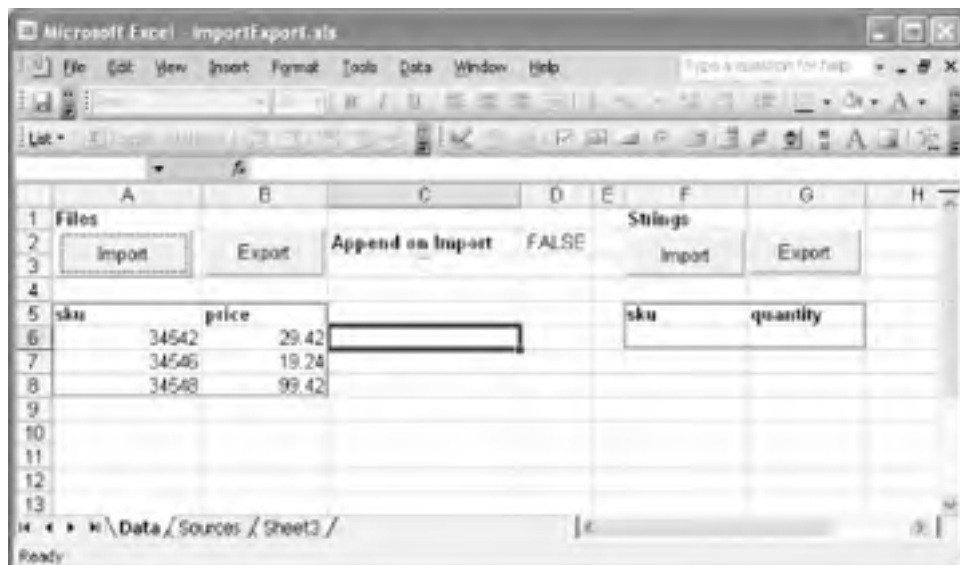 Microsoft Excel - ImportExport.xls
File Edit View Insert Format Tools Data Window Help Type a question for help
List
fx
A B C D E F G H
1 Files Strings
2 Import Export Append on Import FALSE Import Export
3
4
5 sku price sku quantity
6 34542 29.42
7 34546 19.24
8 34548 99.42
9
10
11
12
13
Data Sources Sheet3
Ready